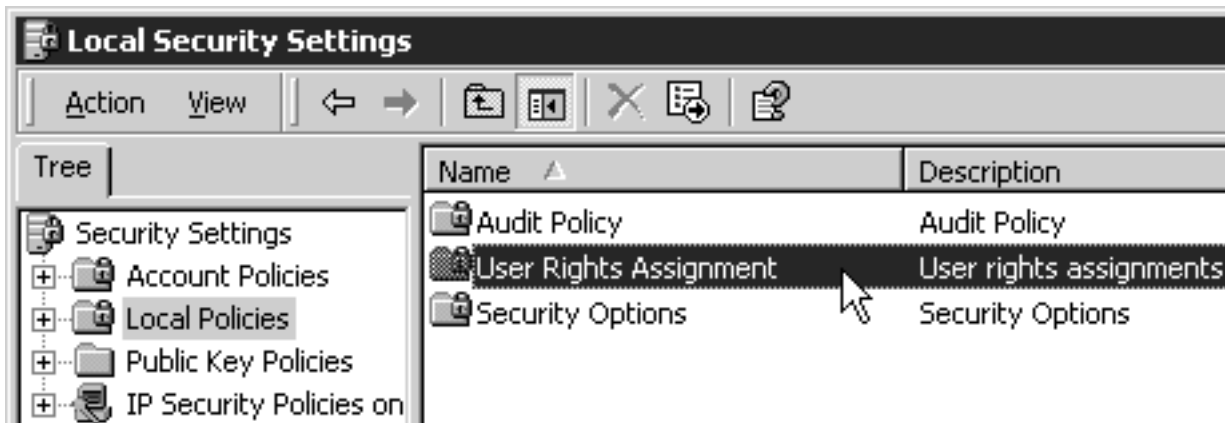 Local Security Settings
Action View
Tree
Name Description
Security Settings
Account Policies
Local Policies
Public Key Policies
IP Security Policies on
Audit Policy Audit Policy
User Rights Assignment User rights assignments
Security Options Security Options